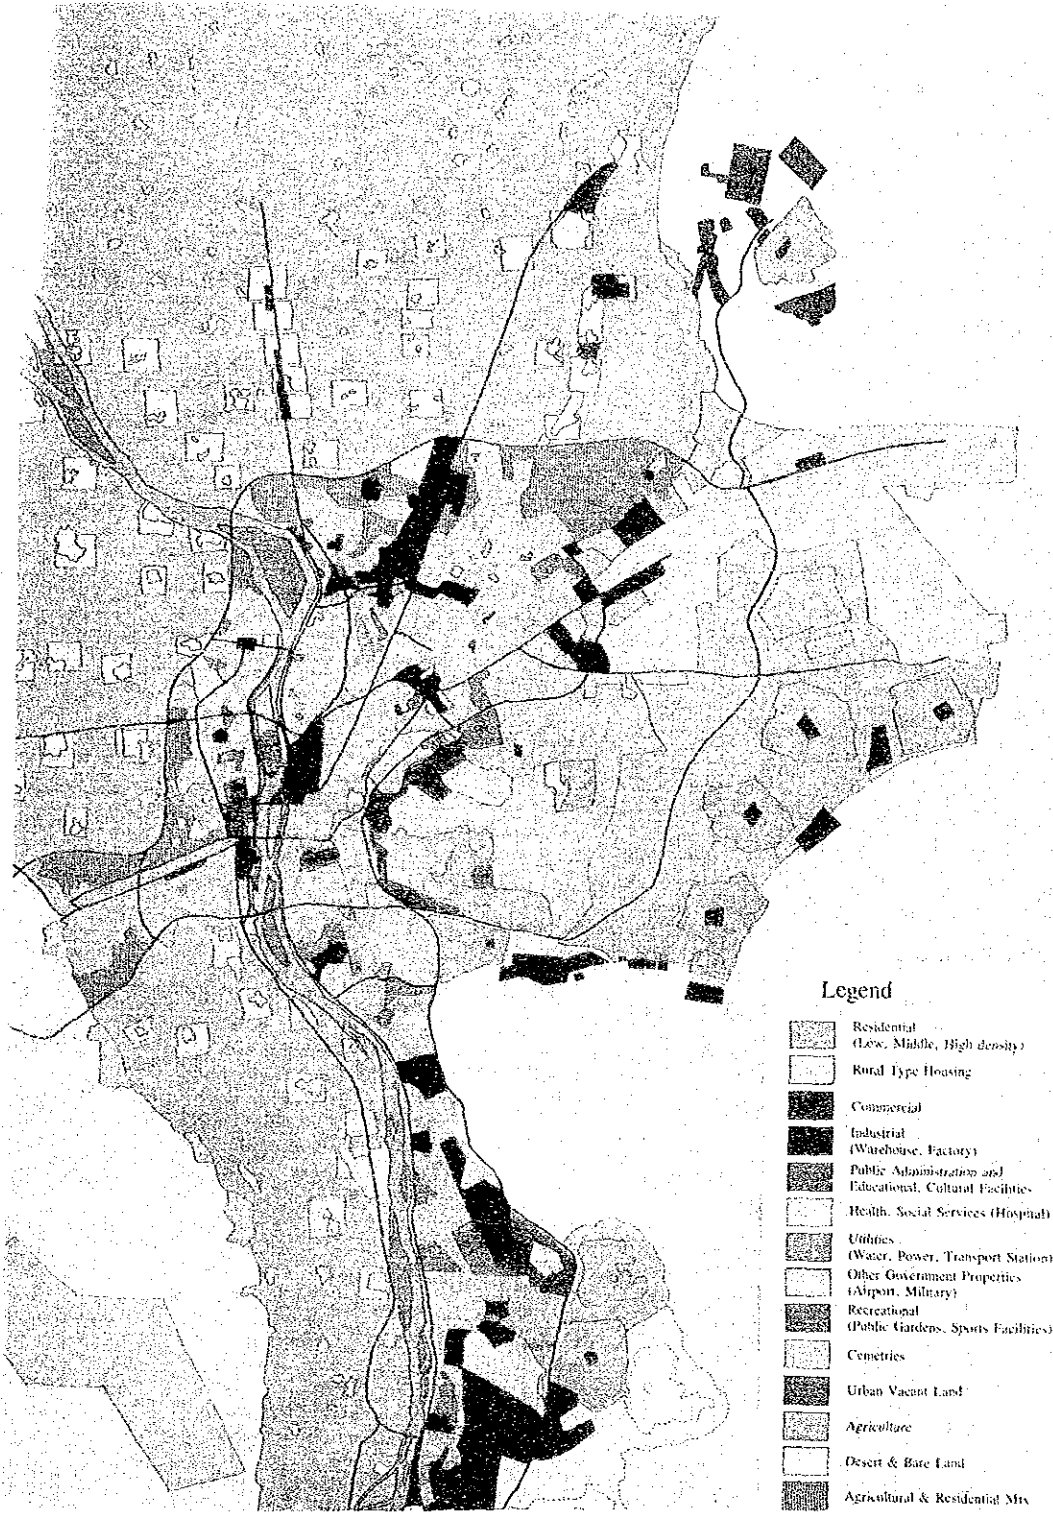 Legend
Residential
(Low, Middle, High density)
Rural Type Housing
Commercial
Industrial
(Warehouse, Factory)
Public Administration and
Educational, Cultural Facilities
Health, Social Services (Hospital)
Utilities
(Water, Power, Transport Station)
Other Government Properties
(Airport, Military)
Recreational
(Public Gardens, Sports Facilities)
Cemetries
Urban Vacant Land
Agriculture
Desert & Bare Land
Agricultural & Residential Mix